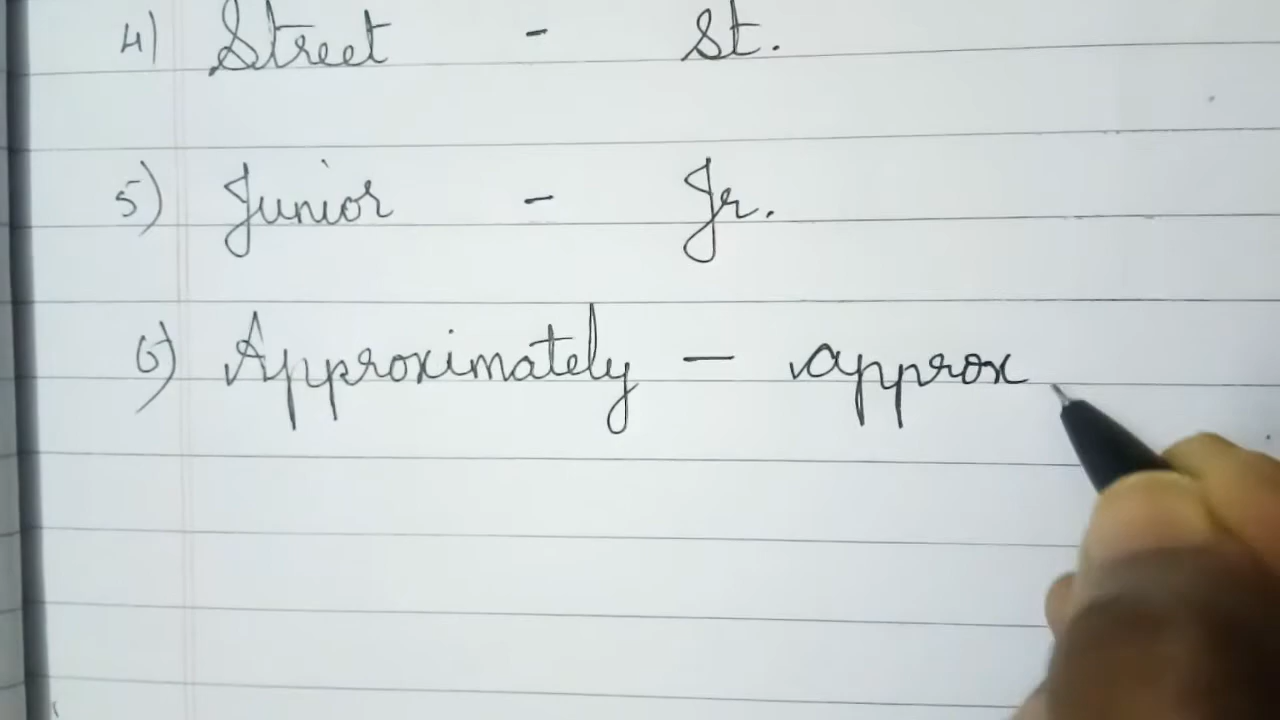 4) Street - St.
5) Junior - Jr.
6) Approximately - approx